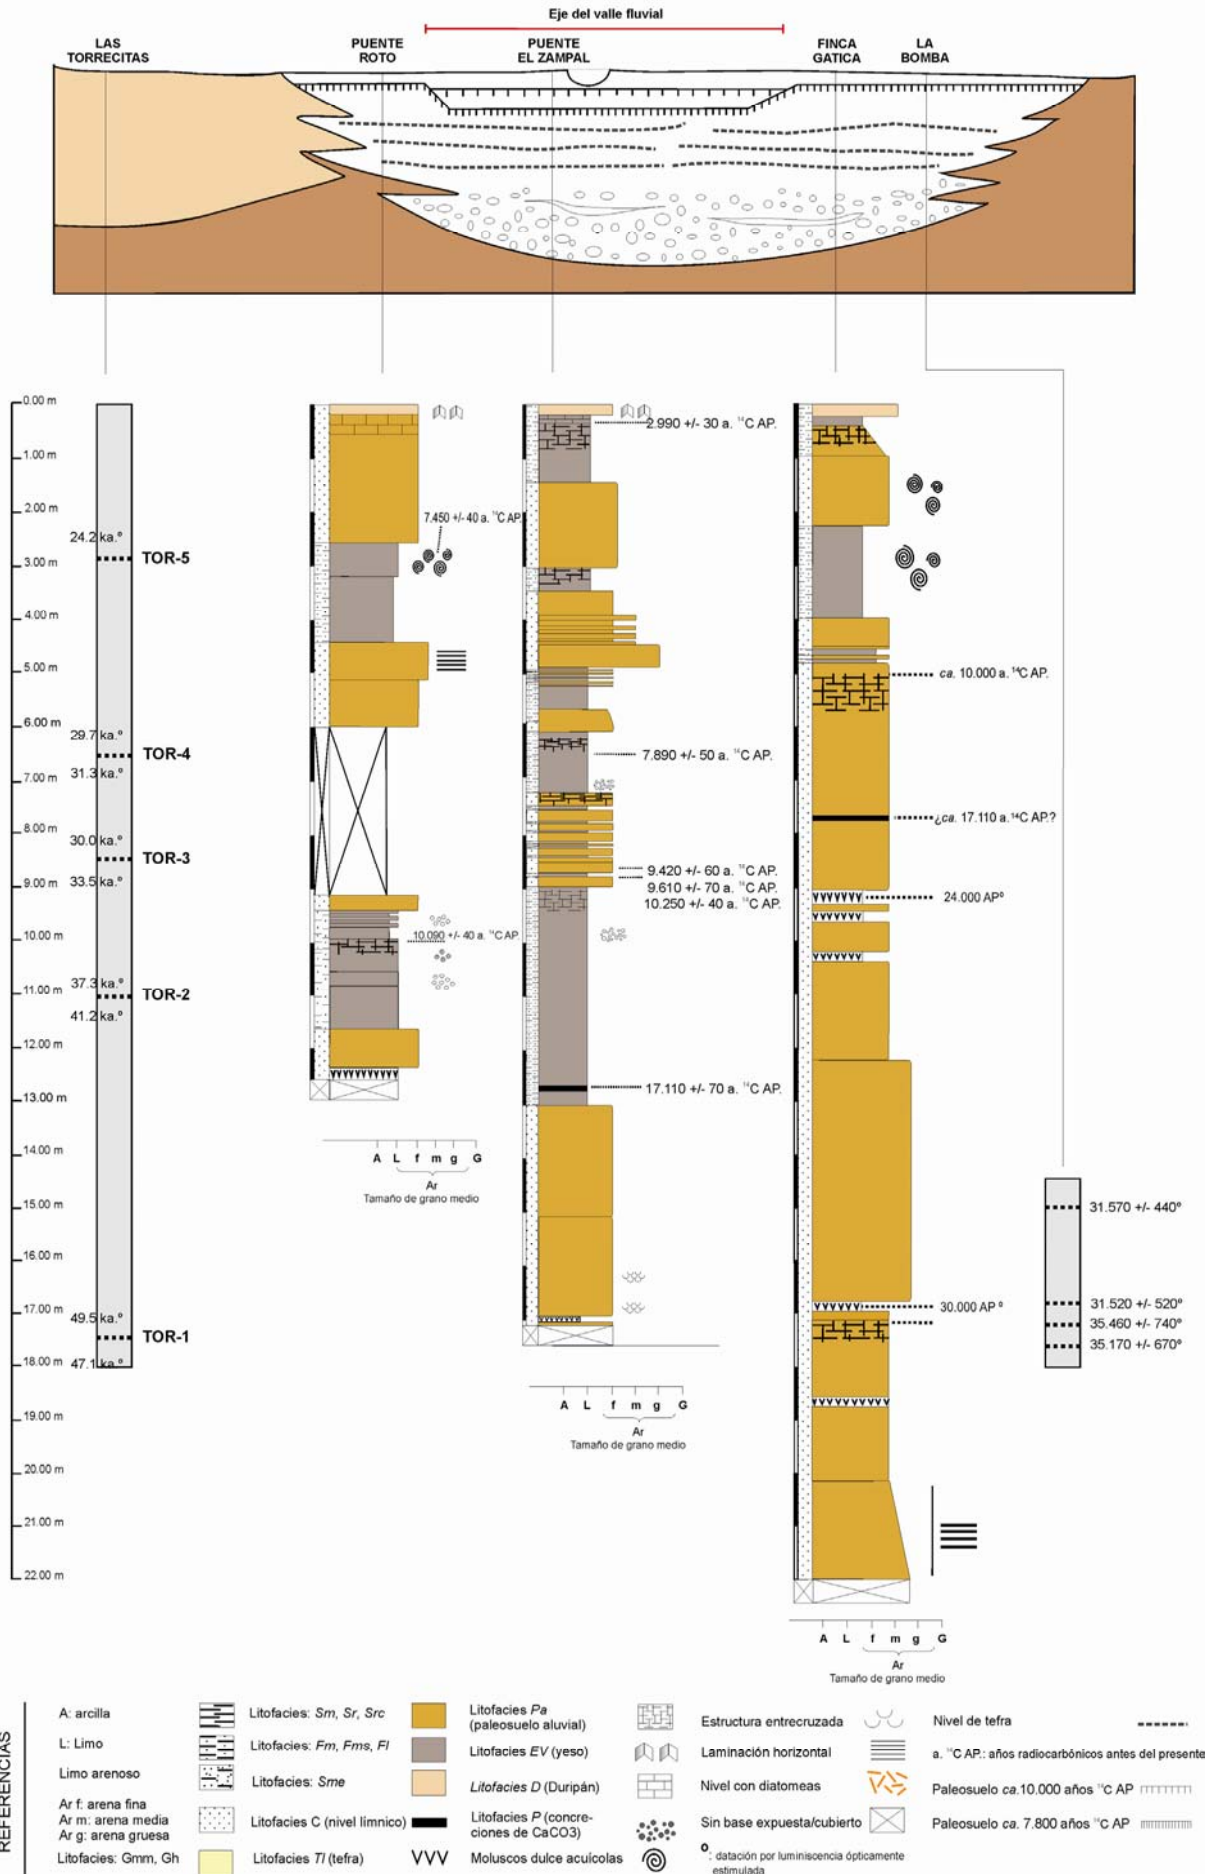 Eje del valle fluvial
LAS
TORRECITAS
PUENTE
ROTO
PUENTE
EL ZAMPAL
FINCA
GATICA
LA
BOMBA
0.00 m
1.00 m
2.00 m
3.00 m
4.00 m
5.00 m
6.00 m
7.00 m
8.00 m
9.00 m
10.00 m
11.00 m
12.00 m
13.00 m
14.00 m
15.00 m
16.00 m
17.00 m
18.00 m
19.00 m
20.00 m
21.00 m
22.00 m
24.2 ka.º
TOR-5
29.7 ka.º
TOR-4
31.3 ka.º
30.0 ka.º
TOR-3
33.5 ka.º
37.3 ka.º
TOR-2
41.2 ka.º
49.5 ka.º
TOR-1
47.1 ka.º
7.450 +/- 40 a. ¹⁴C AP.
10.090 +/- 40 a. ¹⁴C AP.
A L f m g G
Ar
Tamaño de grano medio
2.990 +/- 30 a. ¹⁴C AP.
7.890 +/- 50 a. ¹⁴C AP.
9.420 +/- 60 a. ¹⁴C AP.
9.610 +/- 70 a. ¹⁴C AP.
10.250 +/- 40 a. ¹⁴C AP.
17.110 +/- 70 a. ¹⁴C AP.
A L f m g G
Ar
Tamaño de grano medio
ca. 10.000 a. ¹⁴C AP.
¿ca. 17.110 a. ¹⁴C AP.?
24.000 APº
30.000 AP º
A L f m g G
Ar
Tamaño de grano medio
31.570 +/- 440º
31.520 +/- 520º
35.460 +/- 740º
35.170 +/- 670º
REFERENCIAS
A: arcilla
L: Limo
Limo arenoso
Ar f: arena fina
Ar m: arena media
Ar g: arena gruesa
Litofacies: Gmm, Gh
Litofacies: Sm, Sr, Src
Litofacies: Fm, Fms, Fl
Litofacies: Sme
Litofacies C (nivel límnico)
Litofacies Tl (tefra)
Litofacies Pa
(paleosuelo aluvial)
Litofacies EV (yeso)
Litofacies D (Duripán)
Litofacies P (concre-
ciones de CaCO3)
Moluscos dulce acuícolas
Estructura entrecruzada
Laminación horizontal
Nivel con diatomeas
Sin base expuesta/cubierto
º: datación por luminiscencia ópticamente
estimulada
Nivel de tefra
a. ¹⁴C AP.: años radiocarbónicos antes del presente
Paleosuelo ca.10.000 años ¹⁴C AP
Paleosuelo ca. 7.800 años ¹⁴C AP